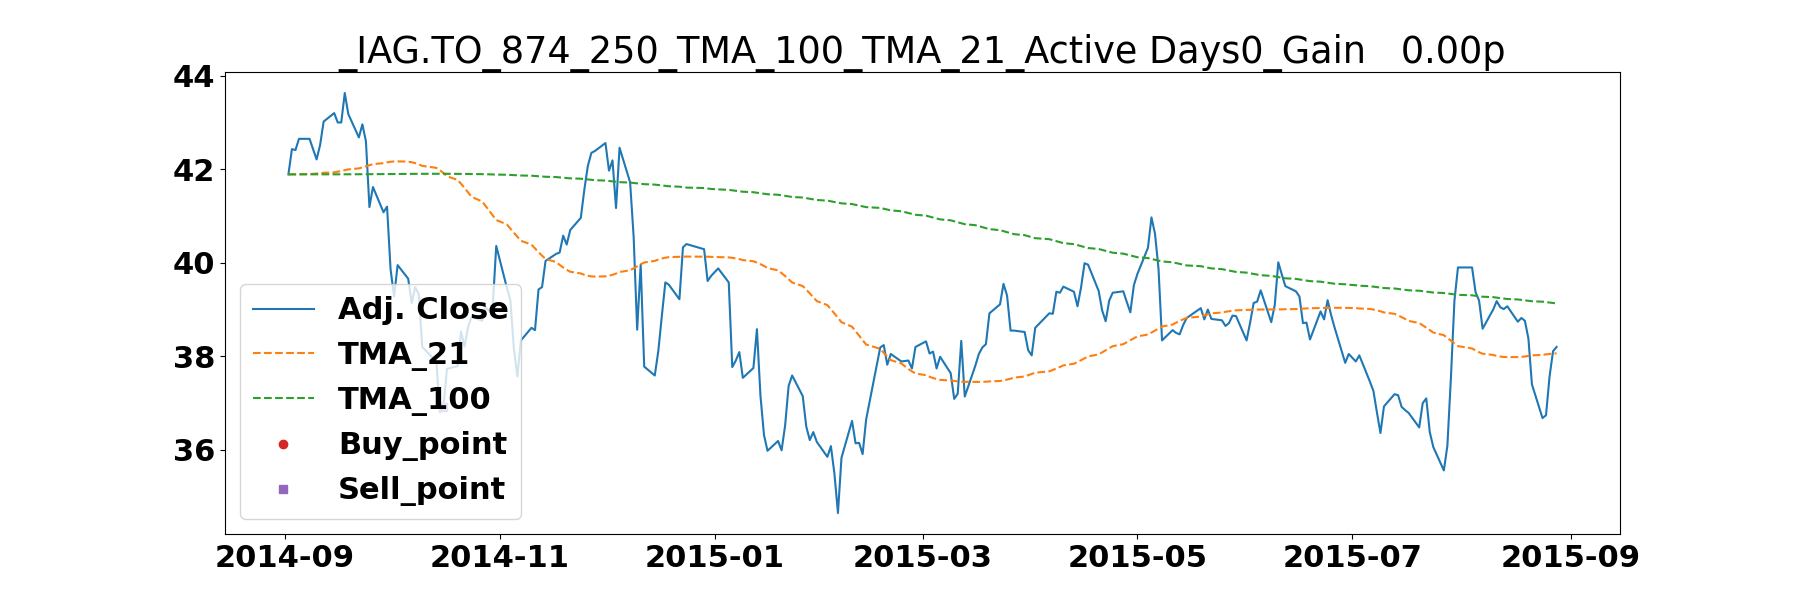 _IAG.TO_874_250_TMA_100_TMA_21_Active Days0_Gain   0.00p
44
42
40
38
36
Adj. Close
TMA_21
TMA_100
Buy_point
Sell_point
2014-09 2014-11 2015-01 2015-03 2015-05 2015-07 2015-09